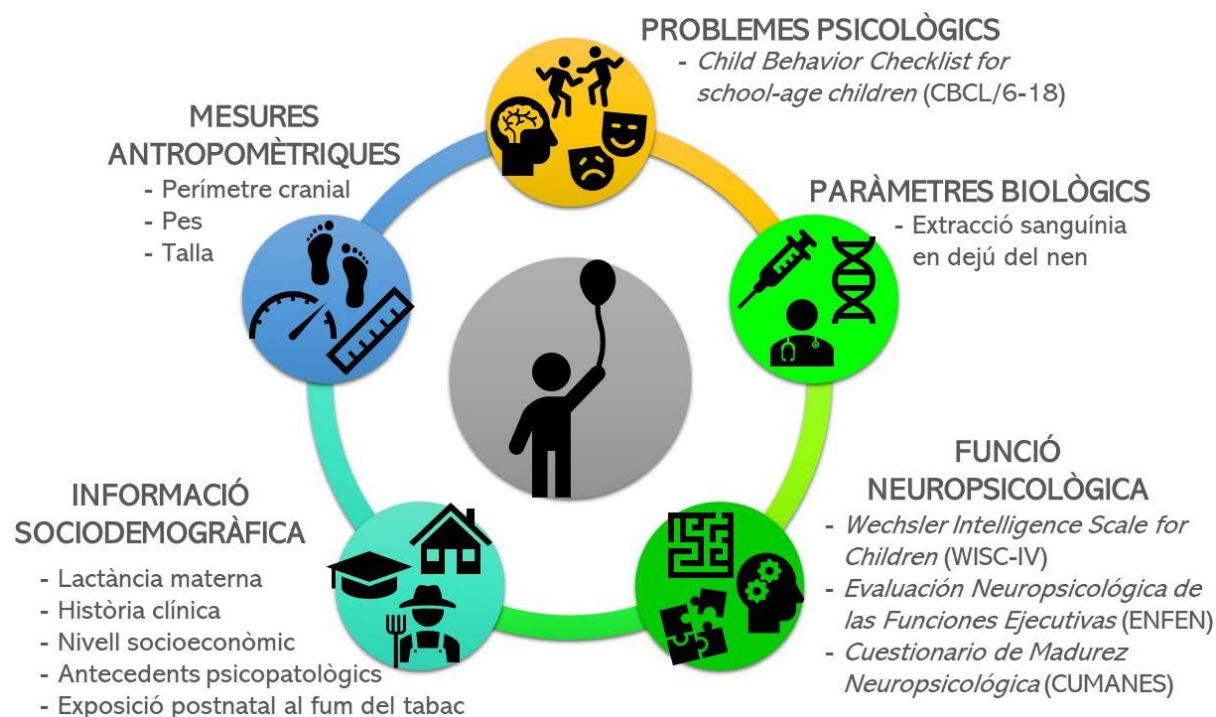 PROBLEMES PSICOLÒGICS
- Child Behavior Checklist for
school-age children (CBCL/6-18)
MESURES
ANTROPOMÈTRIQUES
- Perímetre cranial
- Pes
- Talla
PARÀMETRES BIOLÒGICS
- Extracció sanguínia
en dejú del nen
FUNCIÓ
NEUROPSICOLÒGICA
- Wechsler Intelligence Scale for
Children (WISC-IV)
- Evaluación Neuropsicológica de
las Funciones Ejecutivas (ENFEN)
- Cuestionario de Madurez
Neuropsicológica (CUMANES)
INFORMACIÓ
SOCIODEMOGRÀFICA
- Lactància materna
- Història clínica
- Nivell socioeconòmic
- Antecedents psicopatològics
- Exposició postnatal al fum del tabac